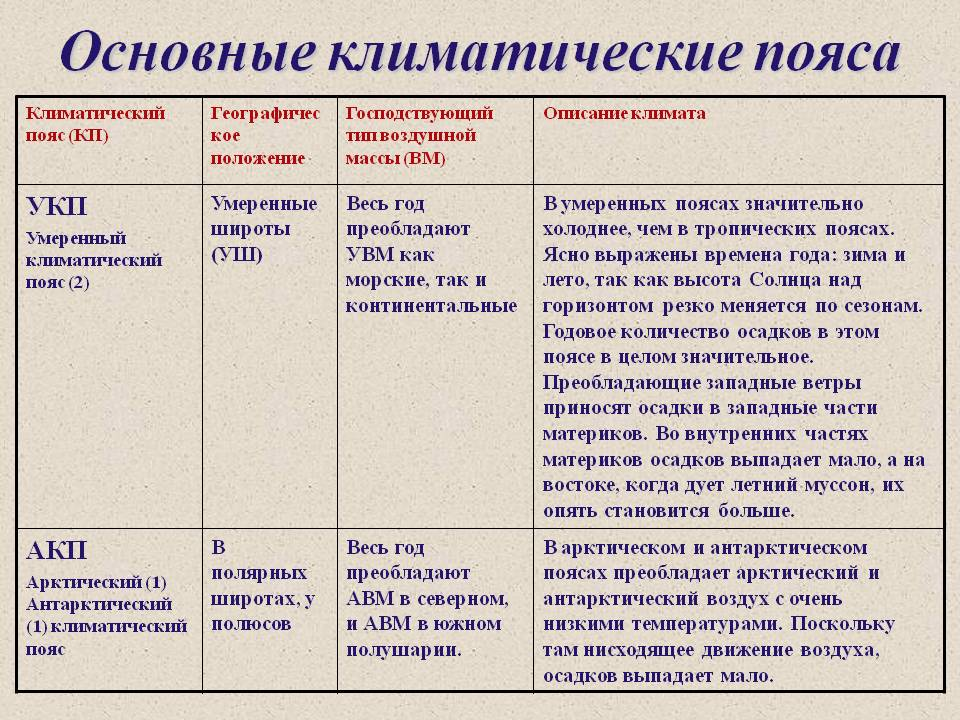 Основные климатические пояса
Климатический
пояс (КП)
Географичес
кое
положение
Господствующий
тип воздушной
массы (ВМ)
Описание климата
УКП
Умеренный
климатический
пояс (2)
Умеренные
широты
(УШ)
Весь год
преобладают
УВМ как
морские, так и
континентальные
В умеренных поясах значительно
холоднее, чем в тропических поясах.
Ясно выражены времена года: зима и
лето, так как высота Солнца над
горизонтом резко меняется по сезонам.
Годовое количество осадков в этом
поясе в целом значительное.
Преобладающие западные ветры
приносят осадки в западные части
материков. Во внутренних частях
материков осадков выпадает мало, а на
востоке, когда дует летний муссон, их
опять становится больше.
АКП
Арктический (1)
Антарктический
(1) климатический
пояс
В
полярных
широтах, у
полюсов
Весь год
преобладают
АВМ в северном,
и АВМ в южном
полушарии.
В арктическом и антарктическом
поясах преобладает арктический и
антарктический воздух с очень
низкими температурами. Поскольку
там нисходящее движение воздуха,
осадков выпадает мало.